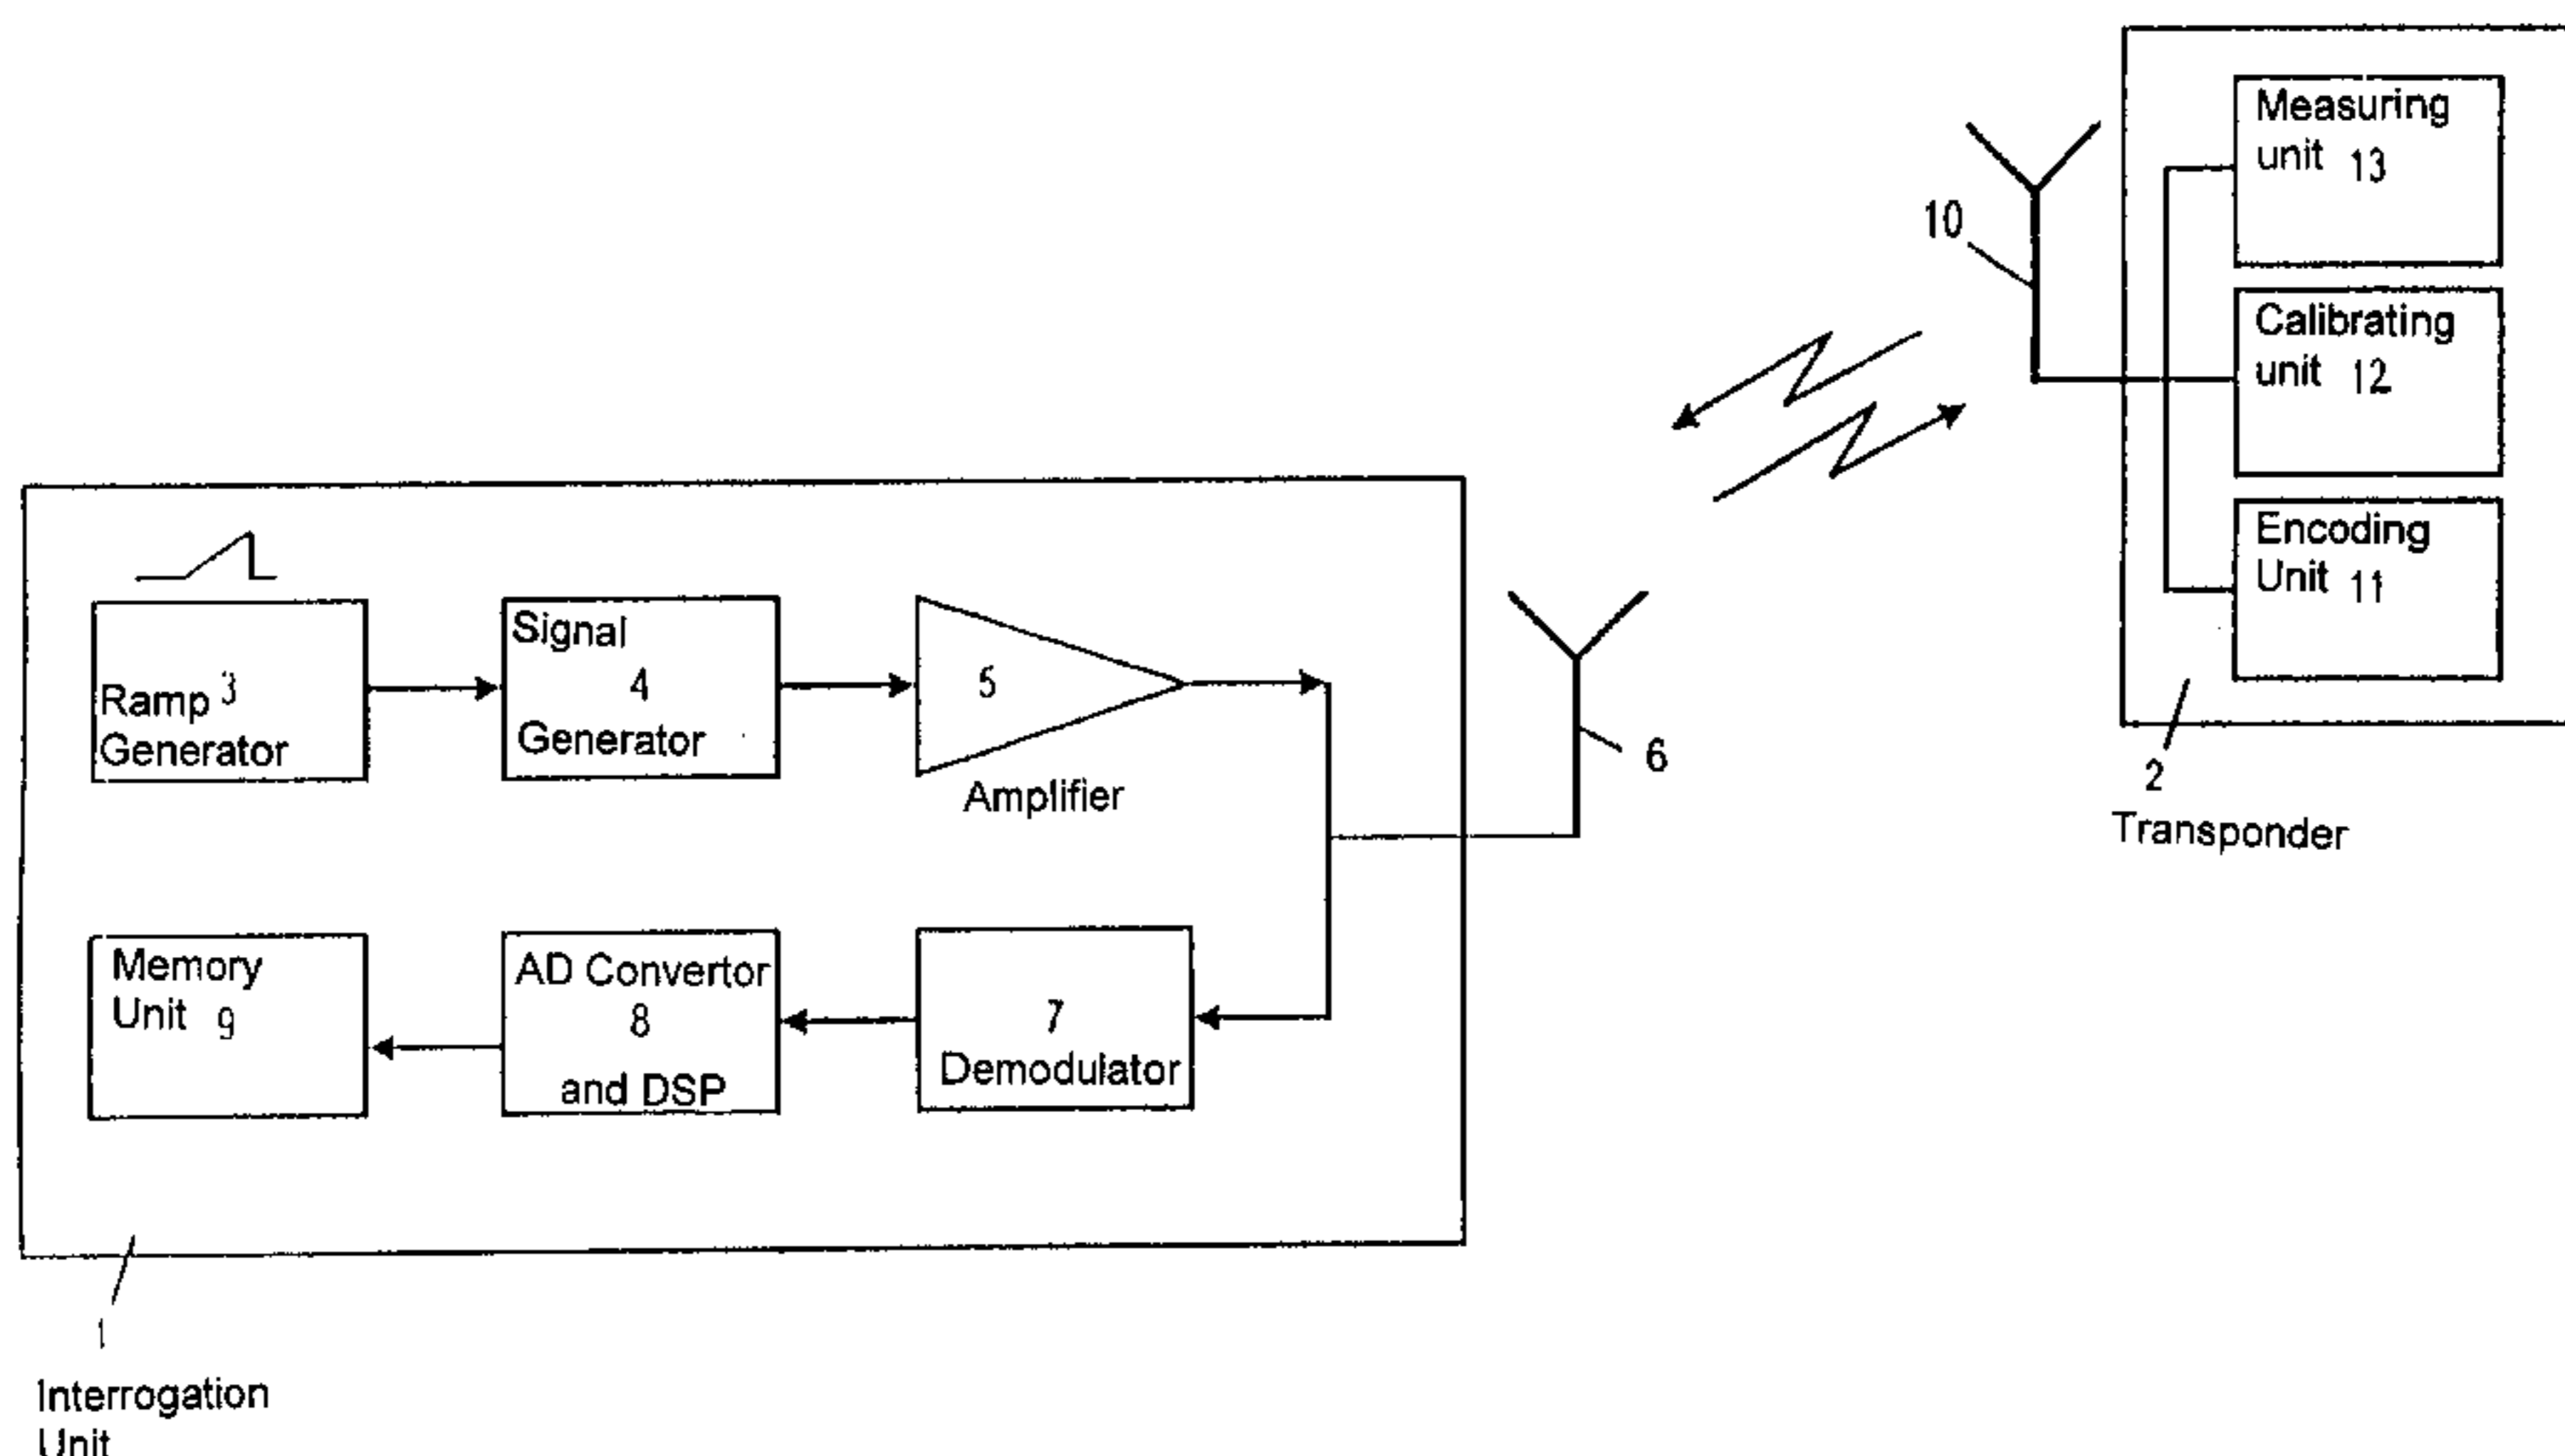 Measuring
unit 13
10
Calibrating
unit 12
Encoding
Unit 11
2
Transponder
Ramp 3
Generator
Signal
4
Generator
5
Amplifier
6
Memory
Unit 9
AD Convertor
8
and DSP
7
Demodulator
1
Interrogation
Unit